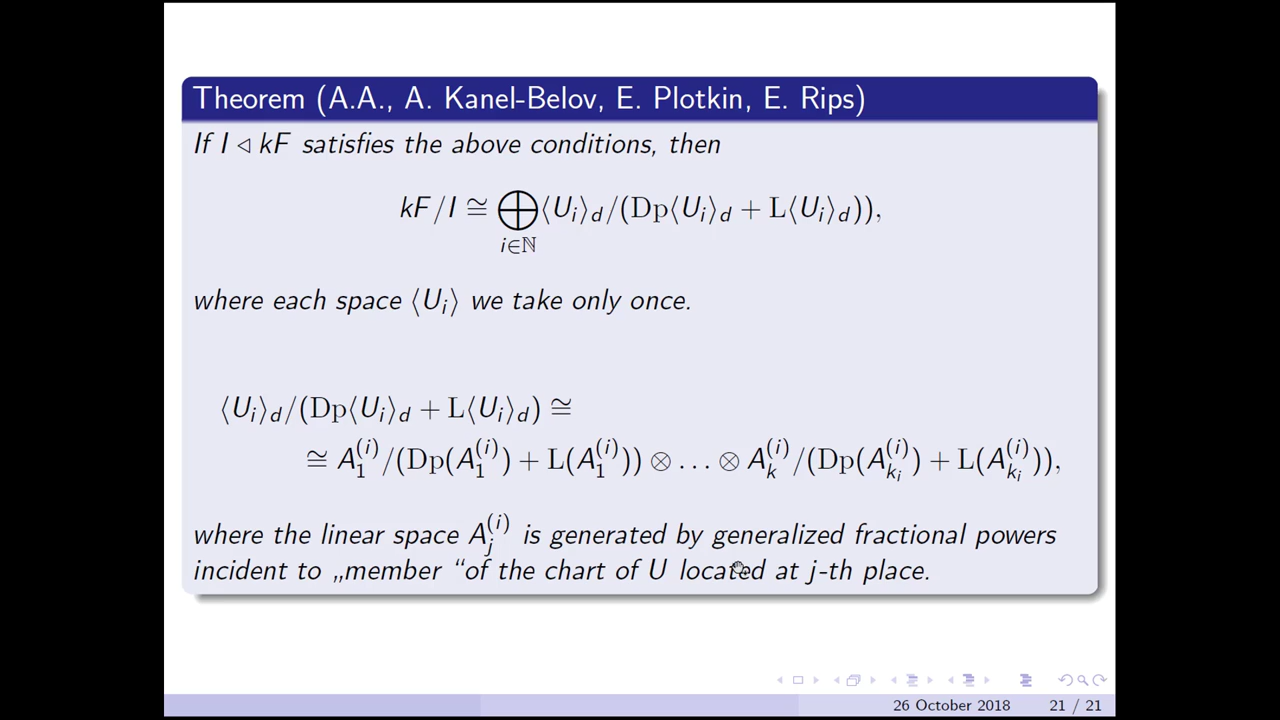 Theorem (A.A., A. Kanel-Belov, E. Plotkin, E. Rips)
If I ◁ kF satisfies the above conditions, then
kF/I ≅ ⨁_{i∈ℕ} ⟨U_i⟩_d/(Dp⟨U_i⟩_d + L⟨U_i⟩_d)),
where each space ⟨U_i⟩ we take only once.
⟨U_i⟩_d/(Dp⟨U_i⟩_d + L⟨U_i⟩_d) ≅
≅ A_1^{(i)}/(Dp(A_1^{(i)}) + L(A_1^{(i)})) ⊗ … ⊗ A_k^{(i)}/(Dp(A_{k_i}^{(i)}) + L(A_{k_i}^{(i)})),
where the linear space A_j^{(i)} is generated by generalized fractional powers
incident to „member “of the chart of U located at j-th place.
26 October 2018 21 / 21